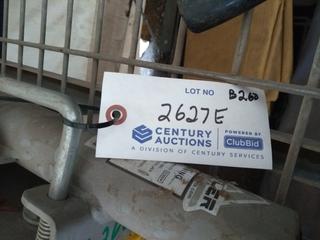 LOT NO
B260
2627E
CENTURY AUCTIONS
POWERED BY
ClubBid
A DIVISION OF CENTURY SERVICES